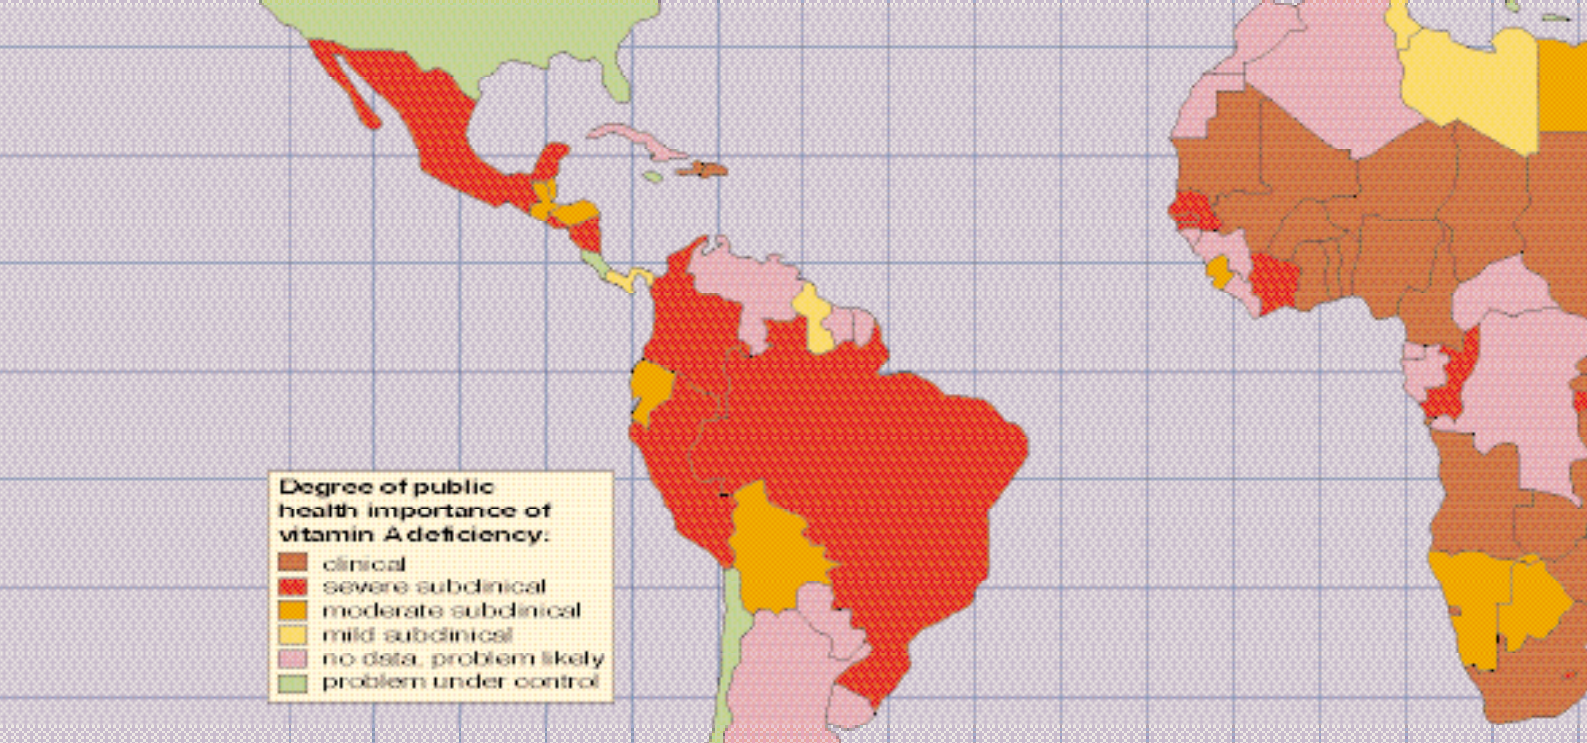 Degree of public
health importance of
vitamin A deficiency:
clinical
severe subclinical
moderate subclinical
mild subclinical
no data, problem likely
problem under control